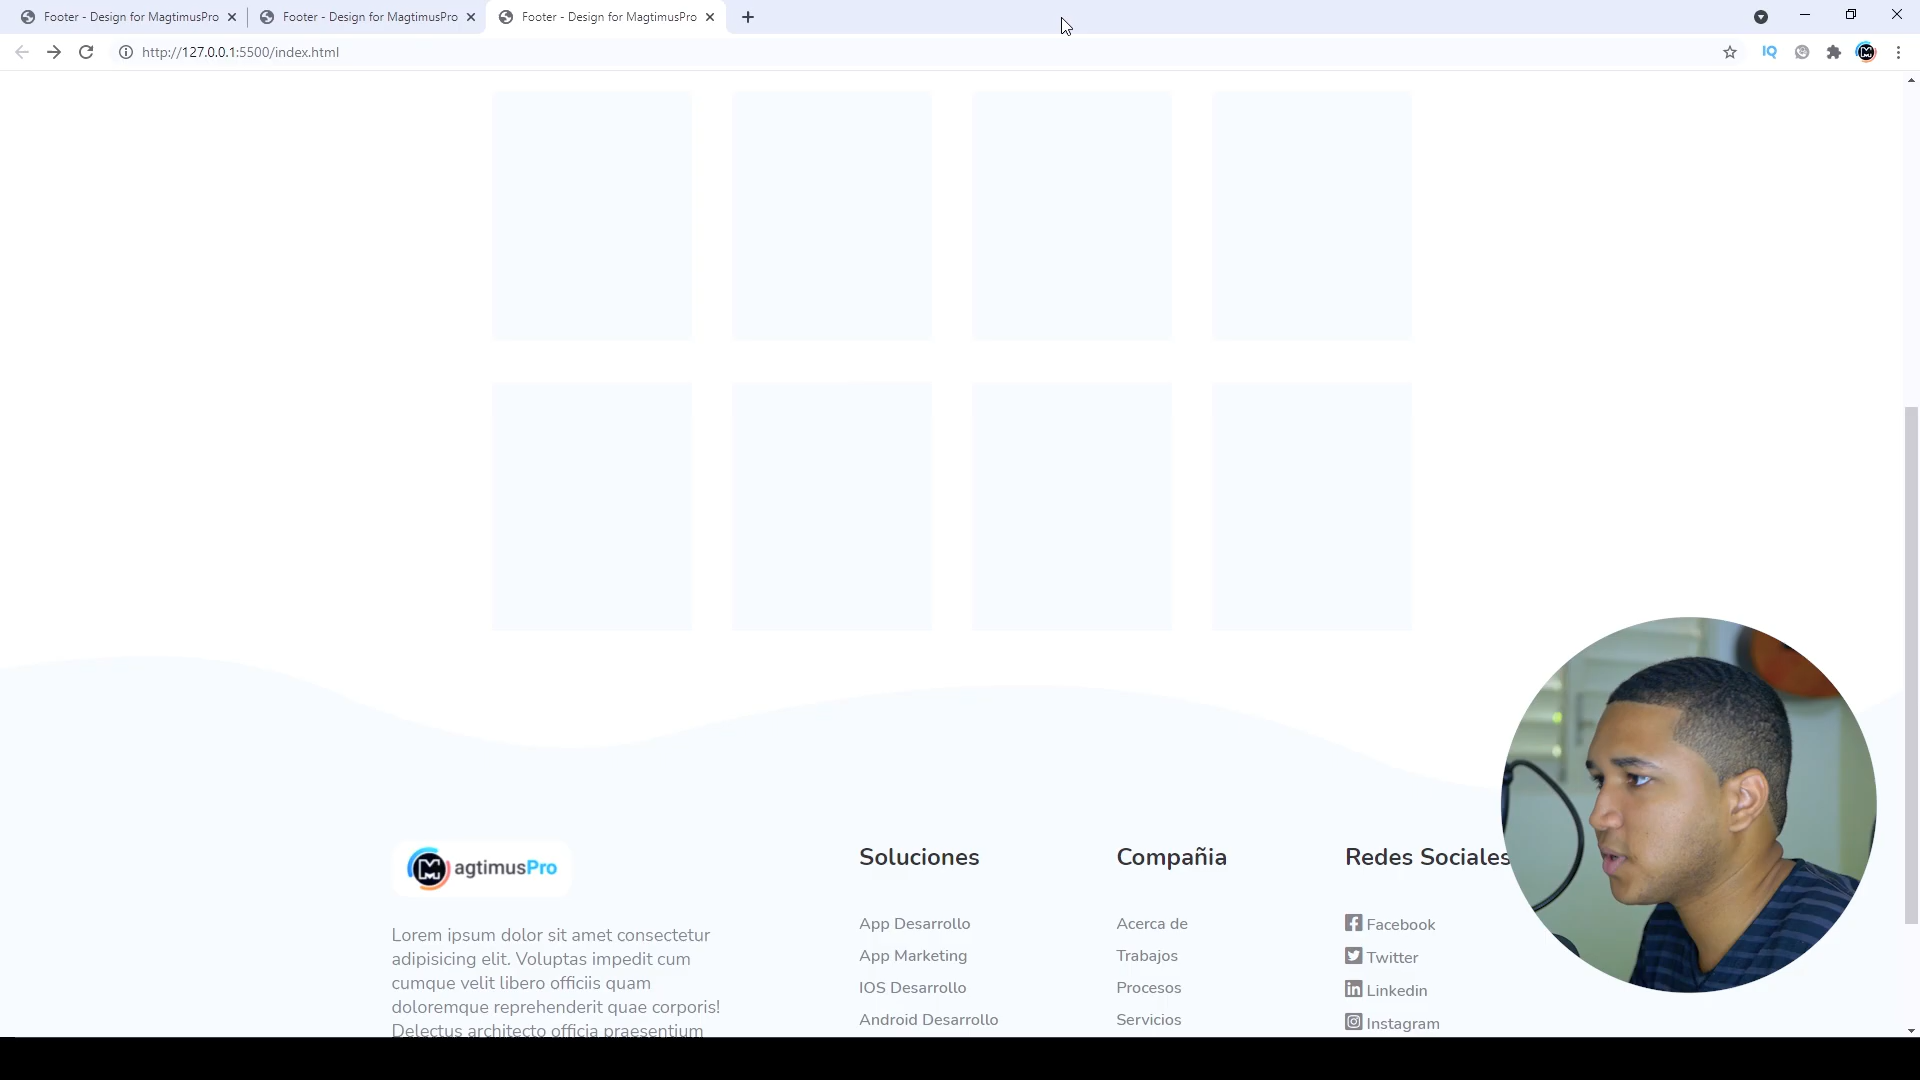 Footer - Design for MagtimusPro
Footer - Design for MagtimusPro
Footer - Design for MagtimusPro
http://127.0.0.1:5500/index.html
IQ
agtimusPro
Lorem ipsum dolor sit amet consectetur
adipisicing elit. Voluptas impedit cum
cumque velit libero officiis quam
doloremque reprehenderit quae corporis!
Delectus architecto officia praesentium
Soluciones
App Desarrollo
App Marketing
IOS Desarrollo
Android Desarrollo
Compañia
Acerca de
Trabajos
Procesos
Servicios
Redes Sociales
Facebook
Twitter
Linkedin
Instagram